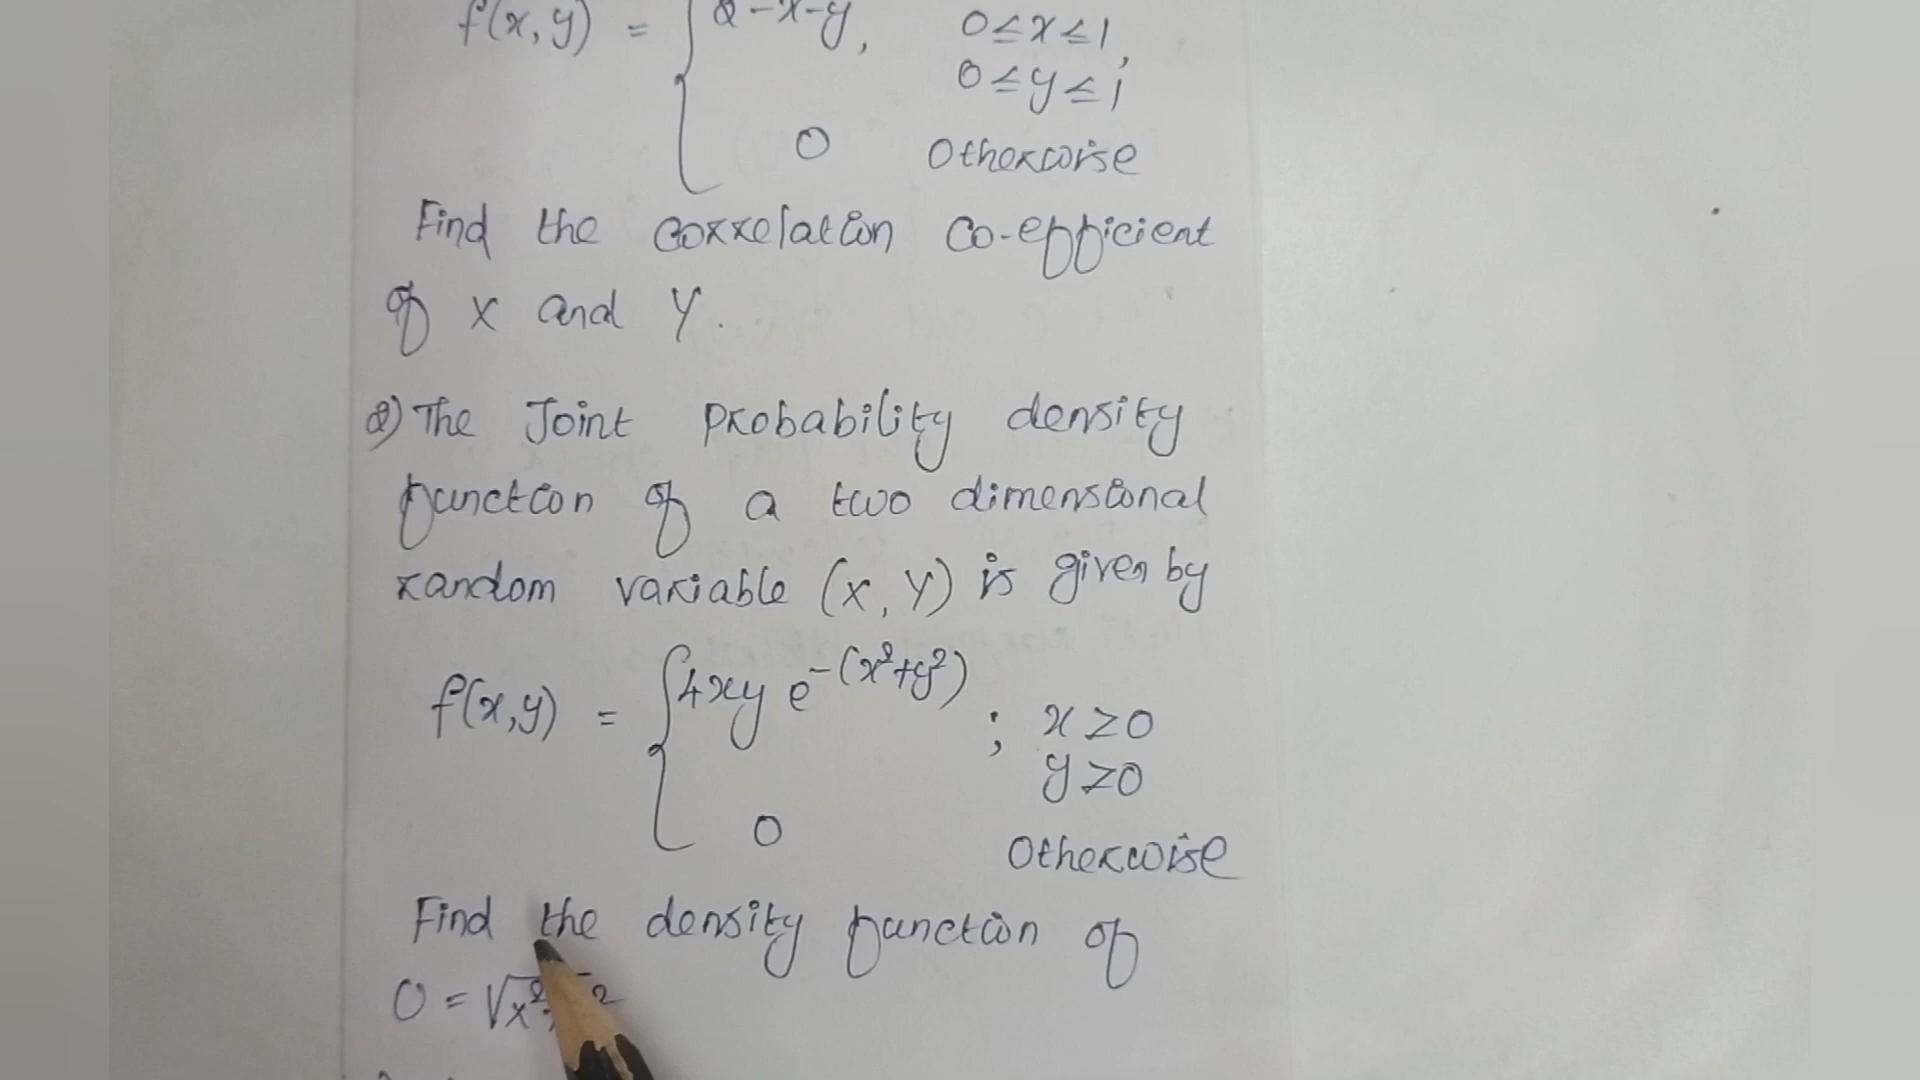 f(x,y) = { 2-x-y, 0≤x≤1,
0≤y≤1
0 Otherwise
Find the correlation co-efficient
of X and Y.
2) The Joint probability density
function of a two dimensional
random variable (X, Y) is given by
f(x,y) = { 4xy e^-(x²+y²) ; x≥0
y≥0
0 Otherwise
Find the density function of
U = √x² ²